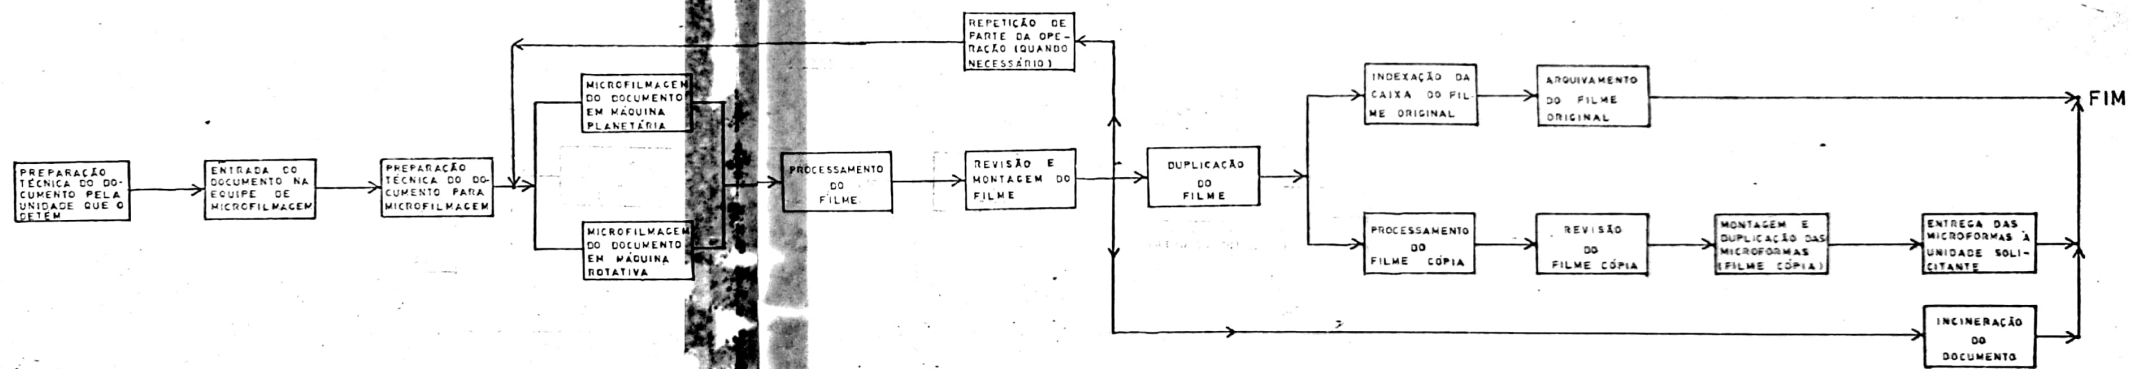 PREPARAÇÃO
TÉCNICA DO DO-
CUMENTO PELA
UNIDADE QUE O
DETÉM
ENTRADA DO
DOCUMENTO NA
EQUIPE DE
MICROFILMAGEM
PREPARAÇÃO
TÉCNICA DO DO-
CUMENTO PARA
MICROFILMAGEM
MICROFILMAGEM
DO DOCUMENTO
EM MÁQUINA
PLANETÁRIA
MICROFILMAGEM
DO DOCUMENTO
EM MÁQUINA
ROTATIVA
PROCESSAMENTO
DO
FILME
REPETIÇÃO DE
PARTE DA OPE-
RAÇÃO (QUANDO
NECESSÁRIO)
REVISÃO E
MONTAGEM DO
FILME
DUPLICAÇÃO
DO
FILME
INDEXAÇÃO DA
CAIXA DO FIL-
ME ORIGINAL
ARQUIVAMENTO
DO FILME
ORIGINAL
PROCESSAMENTO
DO
FILME CÓPIA
REVISÃO
DO
FILME CÓPIA
MONTAGEM E
DUPLICAÇÃO DAS
MICROFORMAS
(FILME CÓPIA)
ENTREGA DAS
MICROFORMAS À
UNIDADE SOLI-
CITANTE
INCINERAÇÃO
DO
DOCUMENTO
FIM